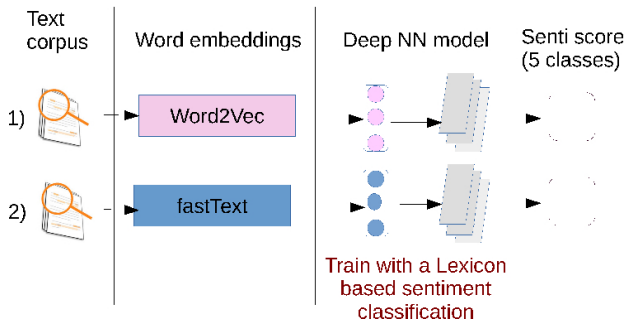 Text
corpus
Word embeddings
Deep NN model
Senti score
(5 classes)
1)
Word2Vec
2)
fastText
Train with a Lexicon
based sentiment
classification